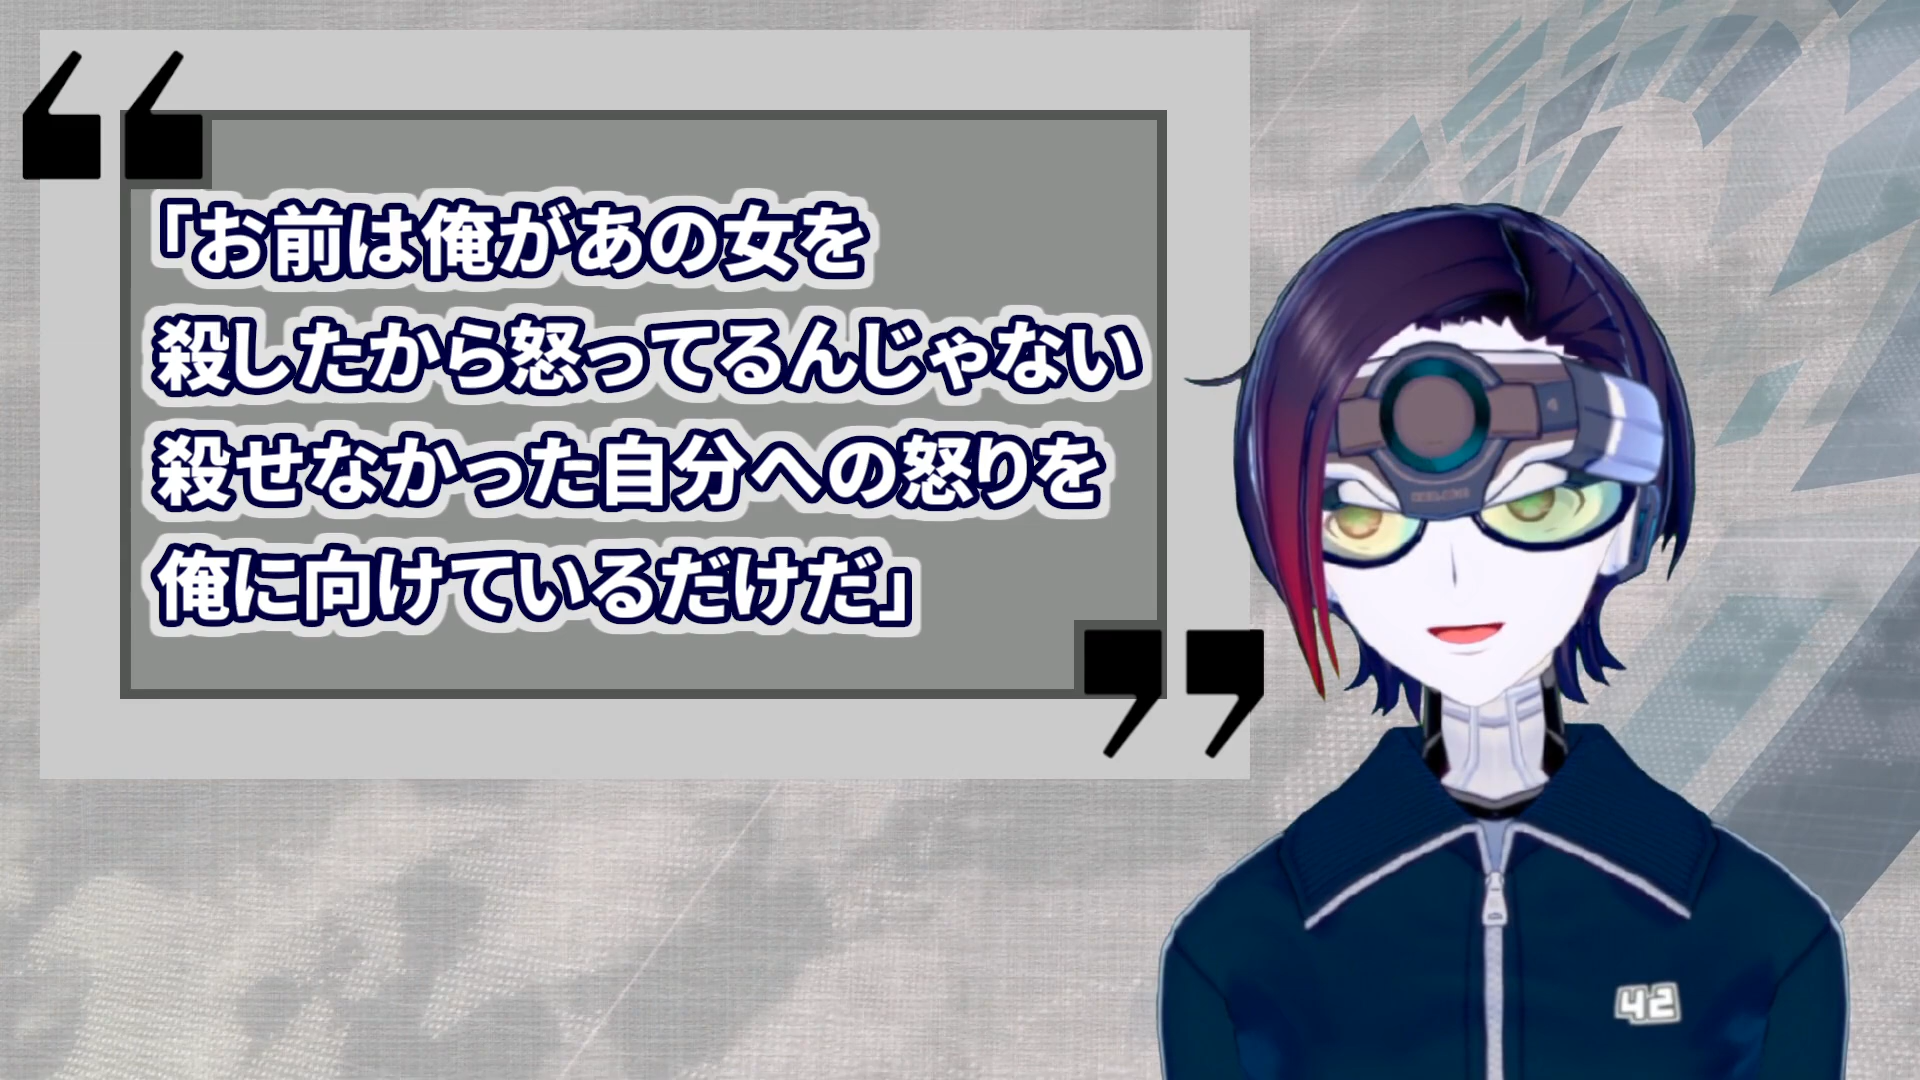 「お前は俺があの女を
殺したから怒ってるんじゃない
殺せなかった自分への怒りを
俺に向けているだけだ」
42